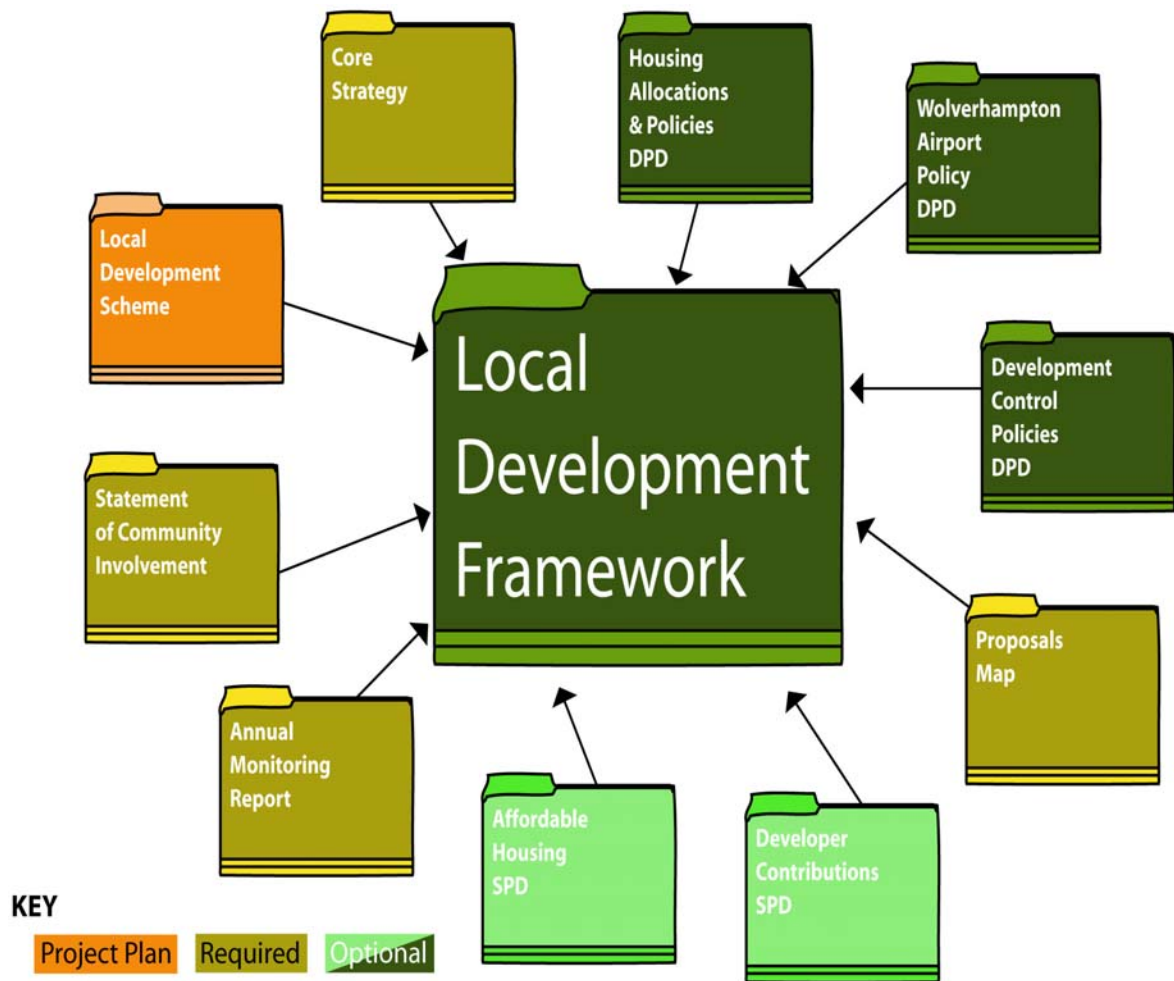 Core
Strategy
Housing
Allocations
& Policies
DPD
Wolverhampton
Airport
Policy
DPD
Local
Development
Scheme
Local
Development
Framework
Development
Control
Policies
DPD
Statement
of Community
Involvement
Proposals
Map
Annual
Monitoring
Report
Affordable
Housing
SPD
Developer
Contributions
SPD
KEY
Project Plan
Required
Optional